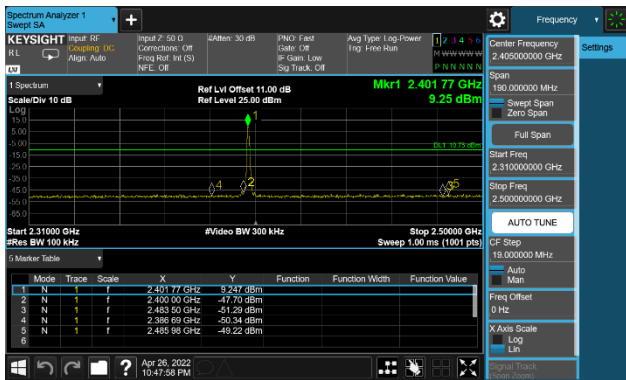 Spectrum Analyzer 1
Swept SA
Frequency
KEYSIGHT
Input: RF
Input Z: 50 Ω
#Atten: 30 dB
PNO: Fast
Avg Type: Log-Power
1 2 3 4 5 6
RL
Coupling: DC
Corrections: Off
Gate: Off
Trig: Free Run
M W W W W W
Align: Auto
Freq Ref: Int (S)
IF Gain: Low
NFE: Off
Sig Track: Off
P N N N N N
LXI
Center Frequency
2.405000000 GHz
Settings
1 Spectrum
Ref Lvl Offset 11.00 dB
Mkr1 2.401 77 GHz
Scale/Div 10 dB
Ref Level 25.00 dBm
9.25 dBm
Log
15.0
5.00
-5.00
-15.0
-25.0
-35.0
-45.0
-55.0
-65.0
1
4
2
5
Start 2.31000 GHz
#Video BW 300 kHz
Stop 2.50000 GHz
#Res BW 100 kHz
Sweep 1.00 ms (1001 pts)
Span
190.000000 MHz
Swept Span
Zero Span
Full Span
Start Freq
2.310000000 GHz
Stop Freq
2.500000000 GHz
AUTO TUNE
CF Step
19.000000 MHz
Auto
Man
Freq Offset
0 Hz
X Axis Scale
Log
Lin
Signal Track
(Span Zoom)
5 Marker Table
Mode Trace Scale X Y Function Function Width Function Value
1 N 1 f 2.401 77 GHz 9.247 dBm
2 N 1 f 2.400 00 GHz -47.70 dBm
3 N 1 f 2.483 50 GHz -51.29 dBm
4 N 1 f 2.386 69 GHz -50.34 dBm
5 N 1 f 2.485 98 GHz -49.22 dBm
6
?
Apr 26, 2022
10:47:58 PM